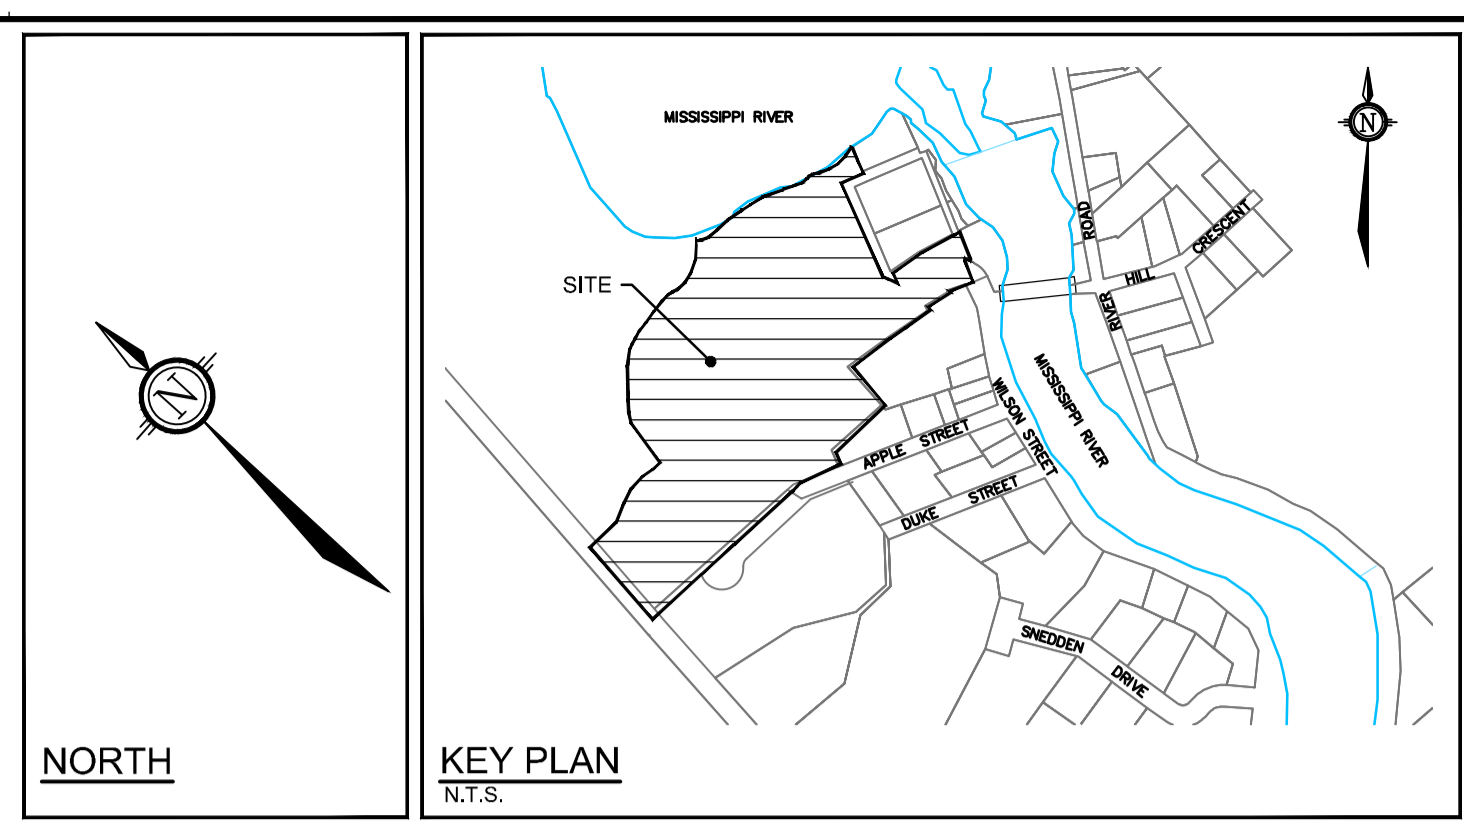 N
NORTH
MISSISSIPPI RIVER
N
SITE
ROAD
CRESCENT
HILL
RIVER
MISSISSIPPI RIVER
WILSON STREET
APPLE STREET
DUKE STREET
SNEDDEN
DRIVE
KEY PLAN
N.T.S.